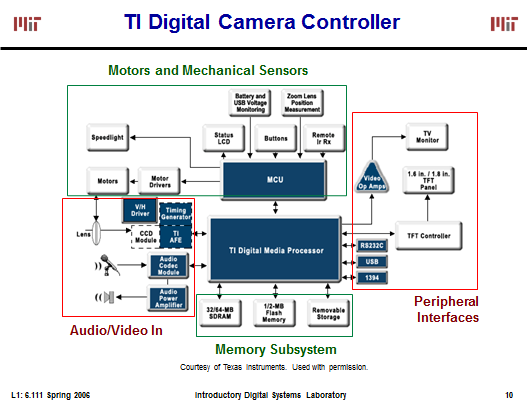 MIT
TI Digital Camera Controller
MIT
Motors and Mechanical Sensors
Battery and
USB Voltage
Monitoring
Zoom Lens
Position
Measurement
Speedlight
Status
LCD
Buttons
Remote
Ir Rx
TV
Monitor
Motors
Motor
Drivers
MCU
Video
Op Amps
1.6 in. / 1.8 in.
TFT
Panel
V/H
Driver
Timing
Generator
Lens
CCD
Module
TI
AFE
TI Digital Media Processor
TFT Controller
RS232C
USB
1394
Audio
Codec
Module
Audio
Power
Amplifier
32/64-MB
SDRAM
1/2-MB
Flash
Memory
Removable
Storage
Peripheral
Interfaces
Audio/Video In
Memory Subsystem
Courtesy of Texas Instruments. Used with permission.
L1: 6.111 Spring 2006
Introductory Digital Systems Laboratory
10